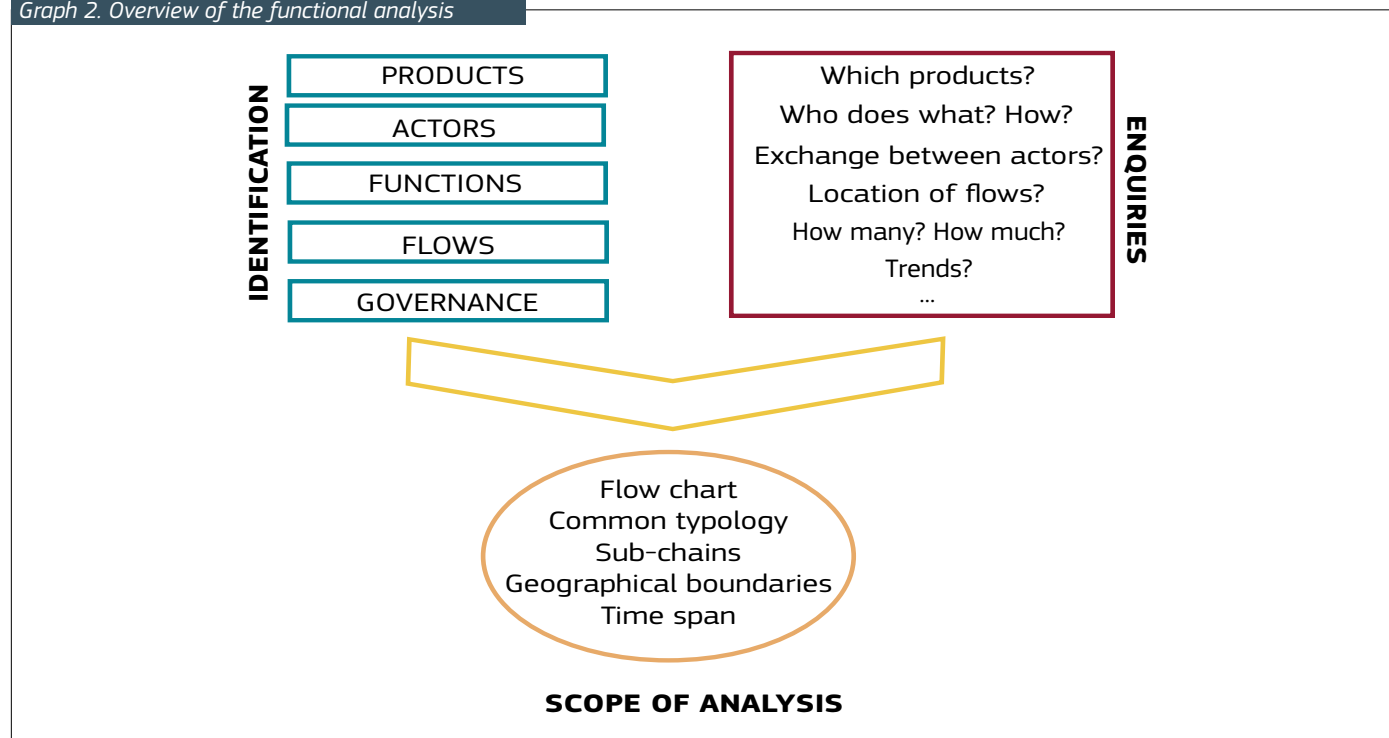 Graph 2. Overview of the functional analysis
IDENTIFICATION
PRODUCTS
ACTORS
FUNCTIONS
FLOWS
GOVERNANCE
Which products?
Who does what? How?
Exchange between actors?
Location of flows?
How many? How much?
Trends?
...
ENQUIRIES
Flow chart
Common typology
Sub-chains
Geographical boundaries
Time span
SCOPE OF ANALYSIS